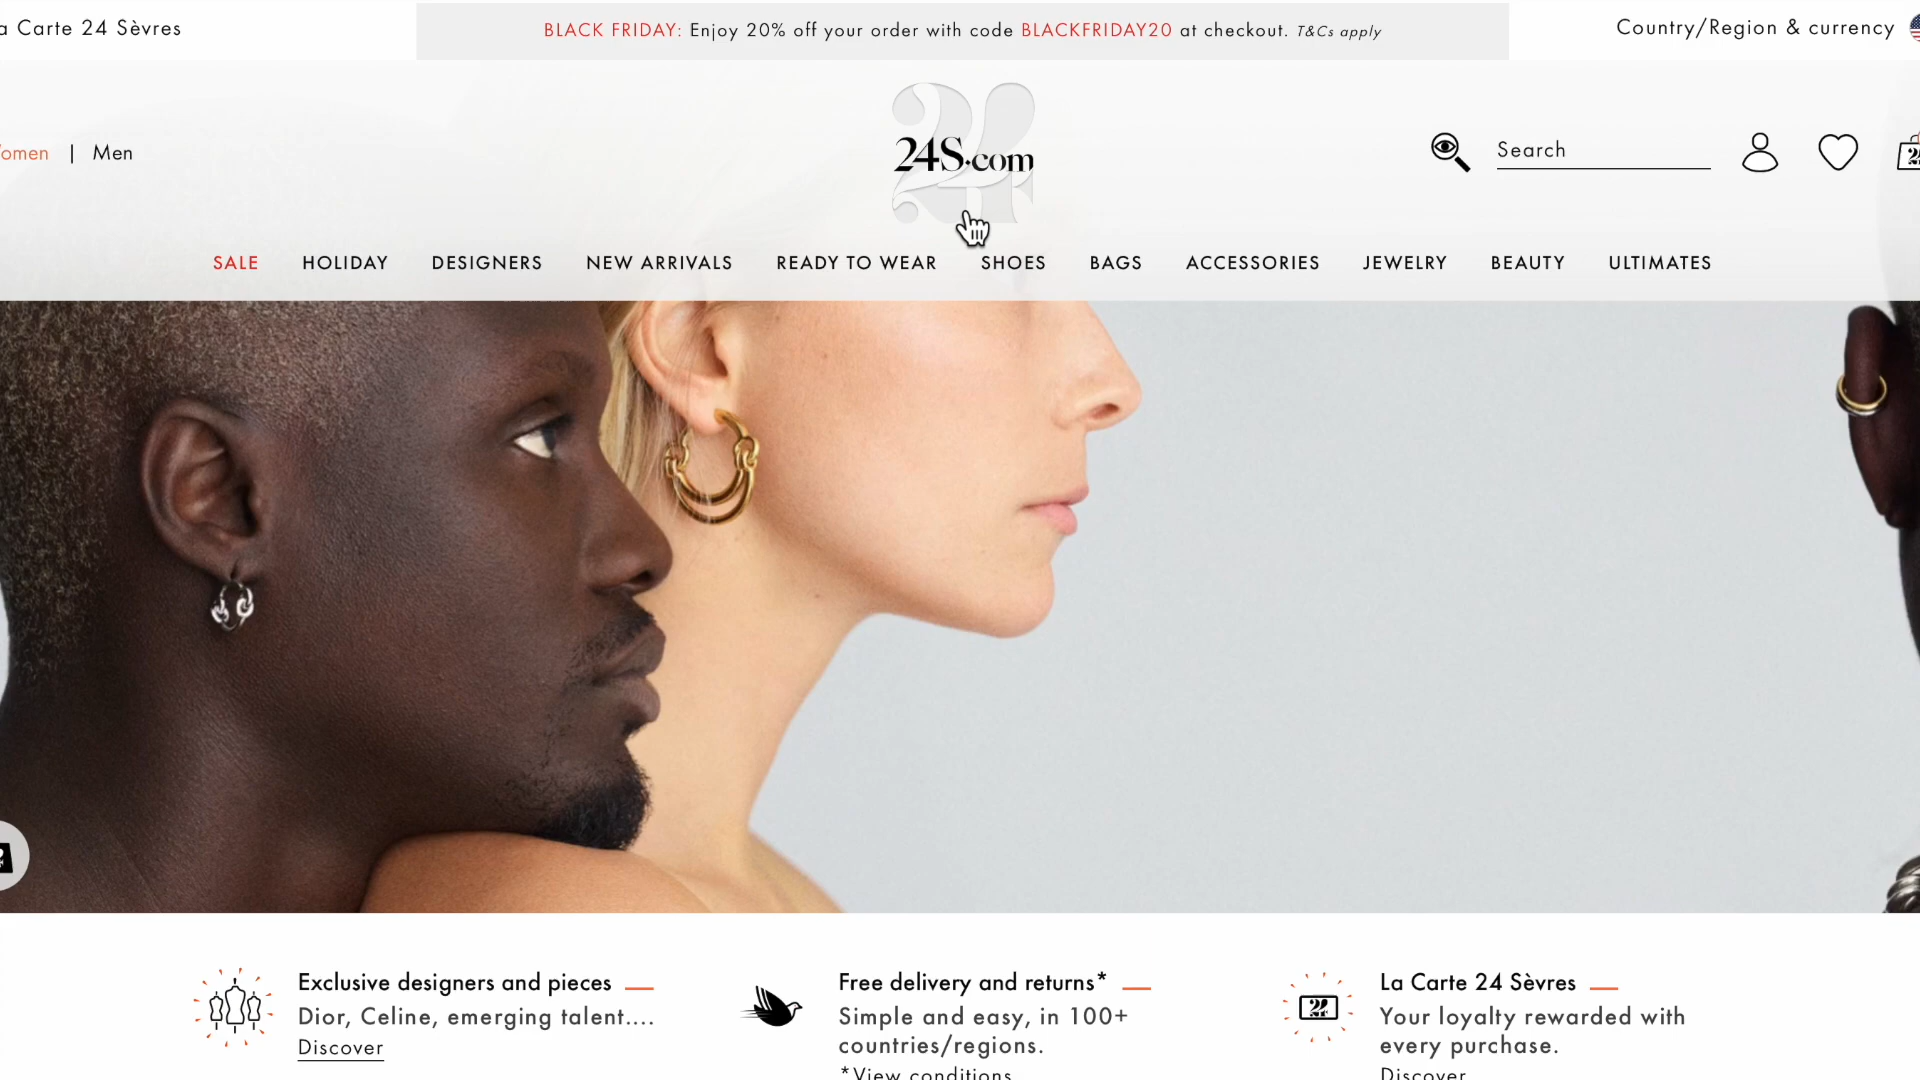 a Carte 24 Sèvres
BLACK FRIDAY: Enjoy 20% off your order with code BLACKFRIDAY20 at checkout. T&Cs apply
Country/Region & currency
omen | Men
24S.com
Search
SALE HOLIDAY DESIGNERS NEW ARRIVALS READY TO WEAR SHOES BAGS ACCESSORIES JEWELRY BEAUTY ULTIMATES
Exclusive designers and pieces
Dior, Celine, emerging talent....
Discover
Free delivery and returns*
Simple and easy, in 100+
countries/regions.
*View conditions
La Carte 24 Sèvres
Your loyalty rewarded with
every purchase.
Discover